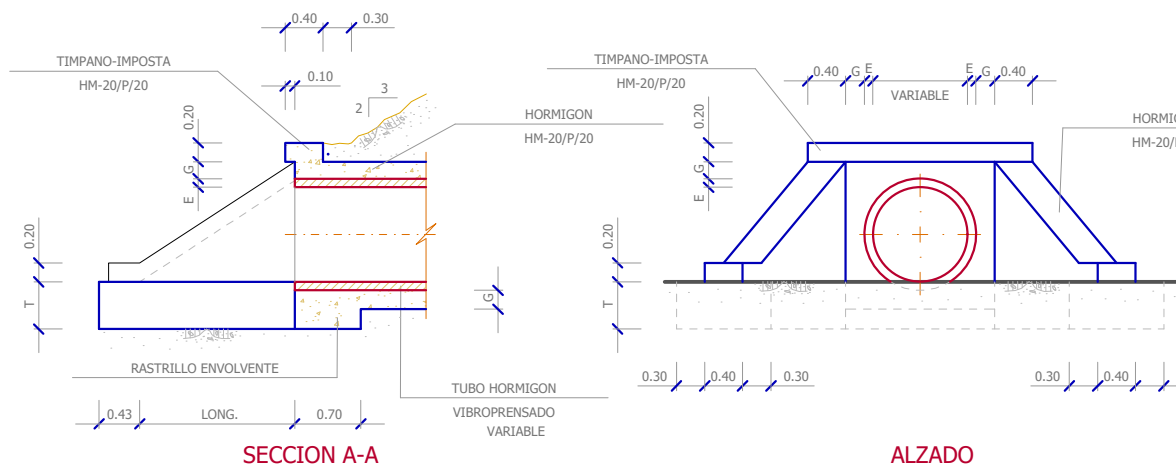 0.40
0.30
TIMPANO-IMPOSTA
HM-20/P/20
0.10
3
2
0.20
HORMIGON
HM-20/P/20
G
E
0.20
T
G
RASTRILLO ENVOLVENTE
TUBO HORMIGON
VIBROPRENSADO
VARIABLE
0.43
LONG.
0.70
SECCION A-A
TIMPANO-IMPOSTA
HM-20/P/20
0.40
G
E
VARIABLE
E
G
0.40
0.20
G
E
0.20
T
0.30
0.40
0.30
0.30
0.40
ALZADO